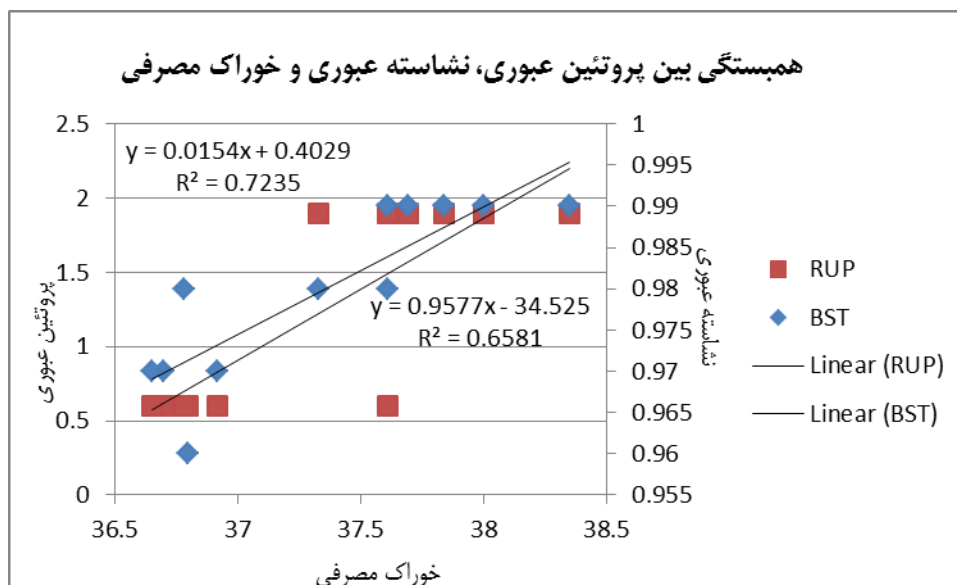 همبستگی بین پروتئین عبوری، نشاسته عبوری و خوراک مصرفی
2.5
2
1.5
1
0.5
0
y = 0.0154x + 0.4029
R² = 0.7235
y = 0.9577x - 34.525
R² = 0.6581
1
0.995
0.99
0.985
0.98
0.975
0.97
0.965
0.96
0.955
36.5 37 37.5 38 38.5
پروتئین عبوری
نشاسته عبوری
خوراک مصرفی
RUP
BST
Linear (RUP)
Linear (BST)